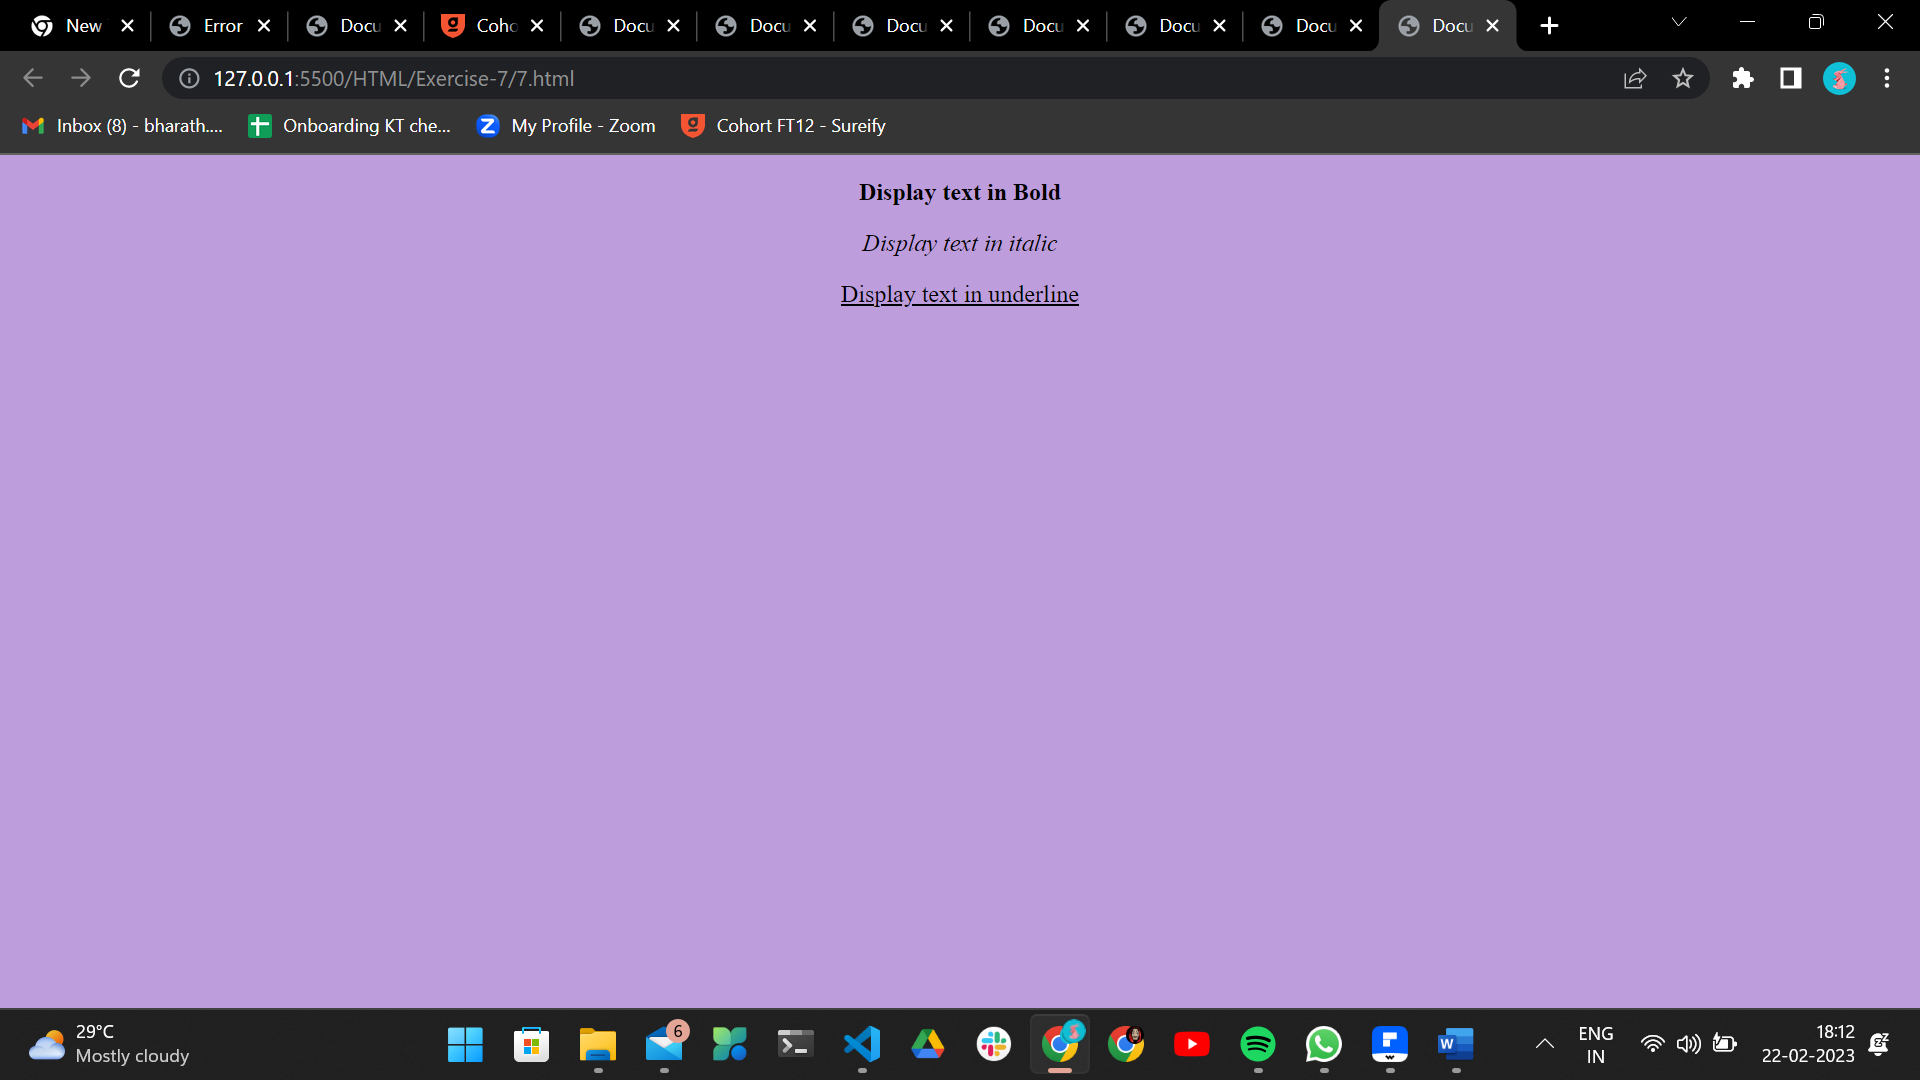 New
Error
Docu
Coho
Docu
Docu
Docu
Docu
Docu
Docu
Docu
127.0.0.1:5500/HTML/Exercise-7/7.html
Inbox (8) - bharath....
Onboarding KT che...
My Profile - Zoom
Cohort FT12 - Sureify
Display text in Bold
Display text in italic
Display text in underline
29°C
Mostly cloudy
6
ENG
IN
18:12
22-02-2023